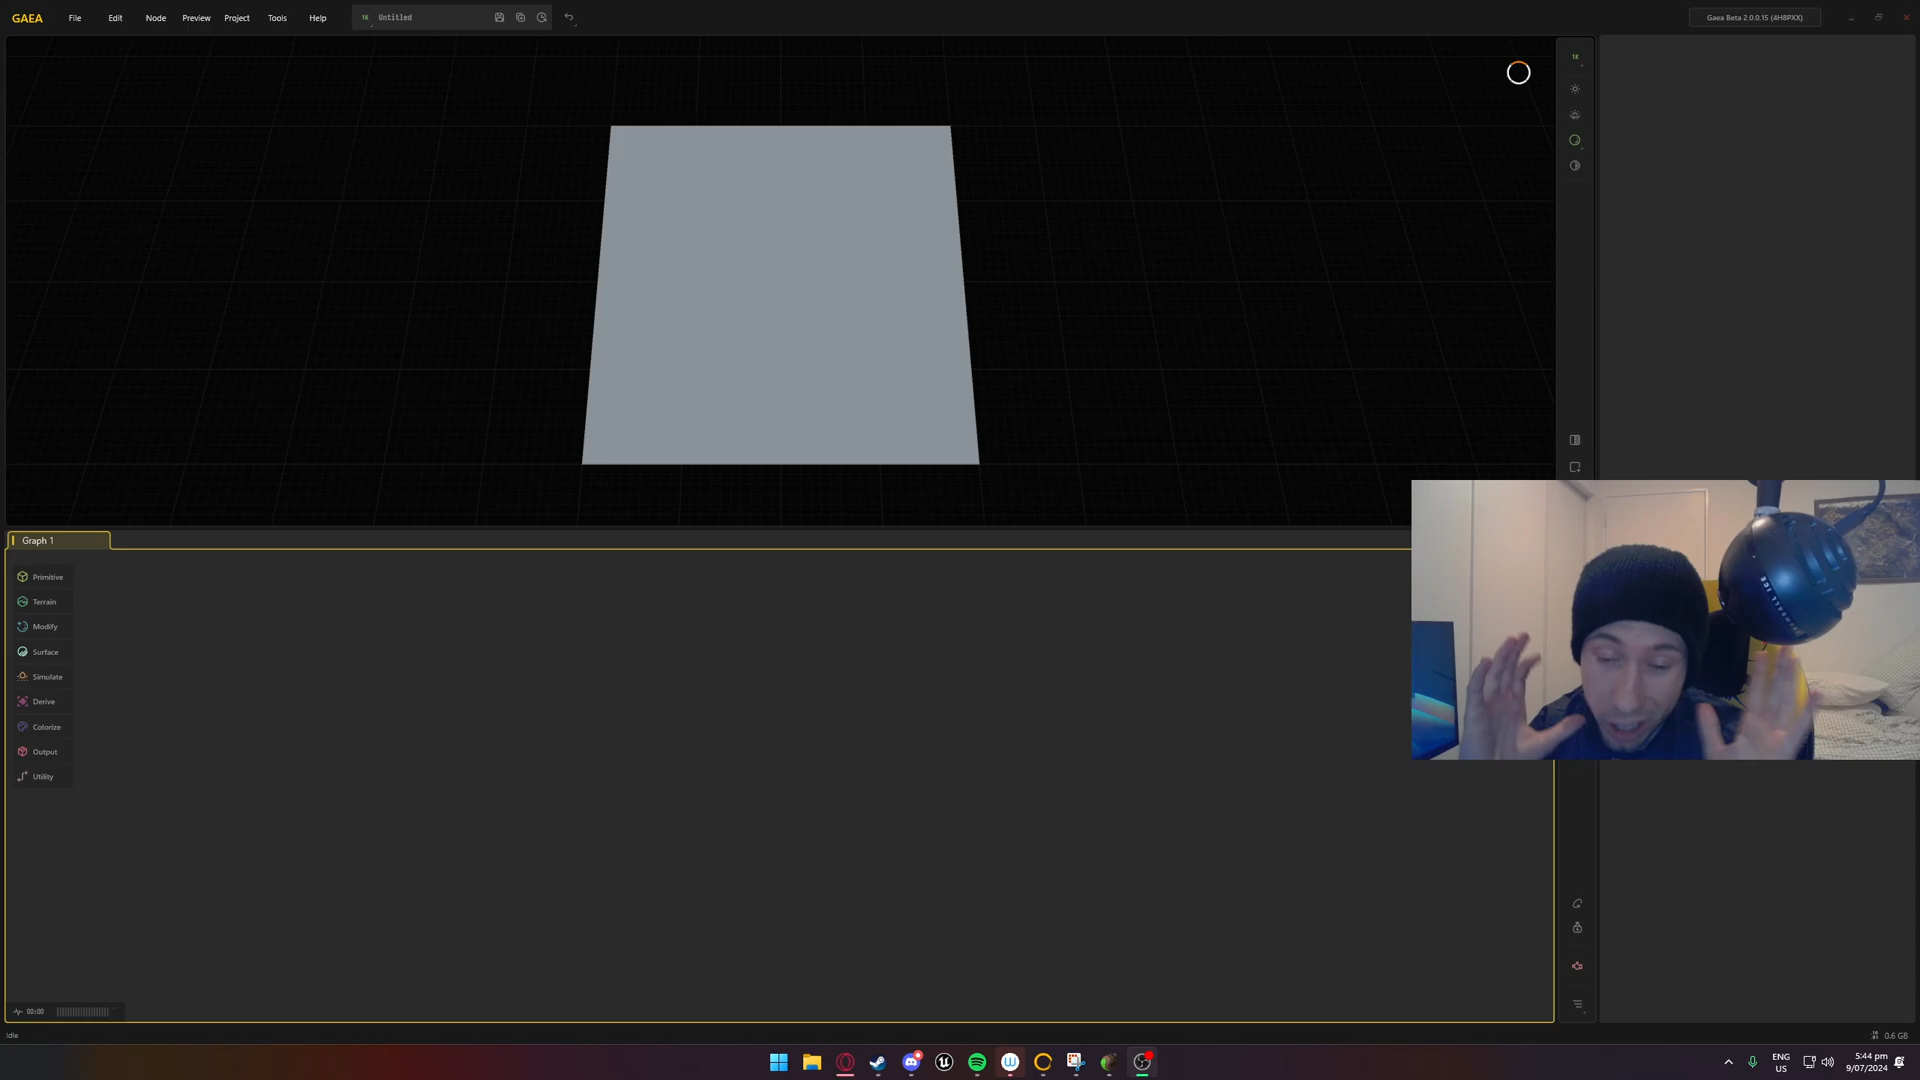 GAEA File Edit Node Preview Project Tools Help 1K Untitled Gaea Beta 2.0.0.15 (4H8PXX)
1K
Graph 1
Primitive
Terrain
Modify
Surface
Simulate
Derive
Colorize
Output
Utility
00:00
Idle 0.6 GB
ENG 5:44 pm
US 9/07/2024